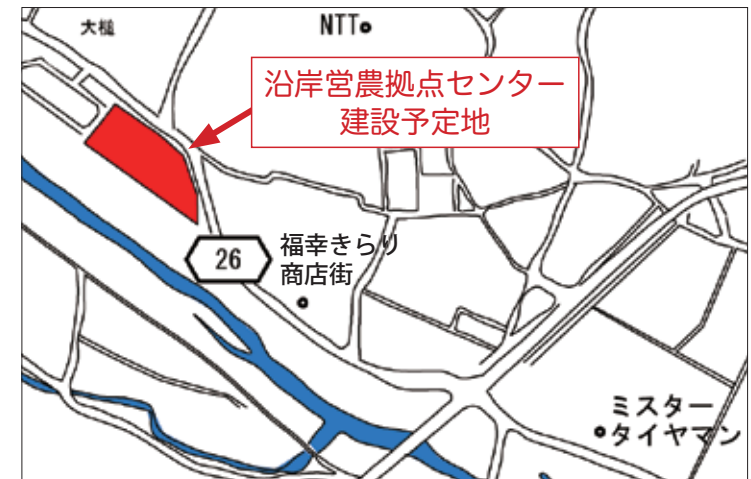 大槌
NTT
沿岸営農拠点センター
建設予定地
26
福幸きらり
商店街
ミスター
タイヤマン